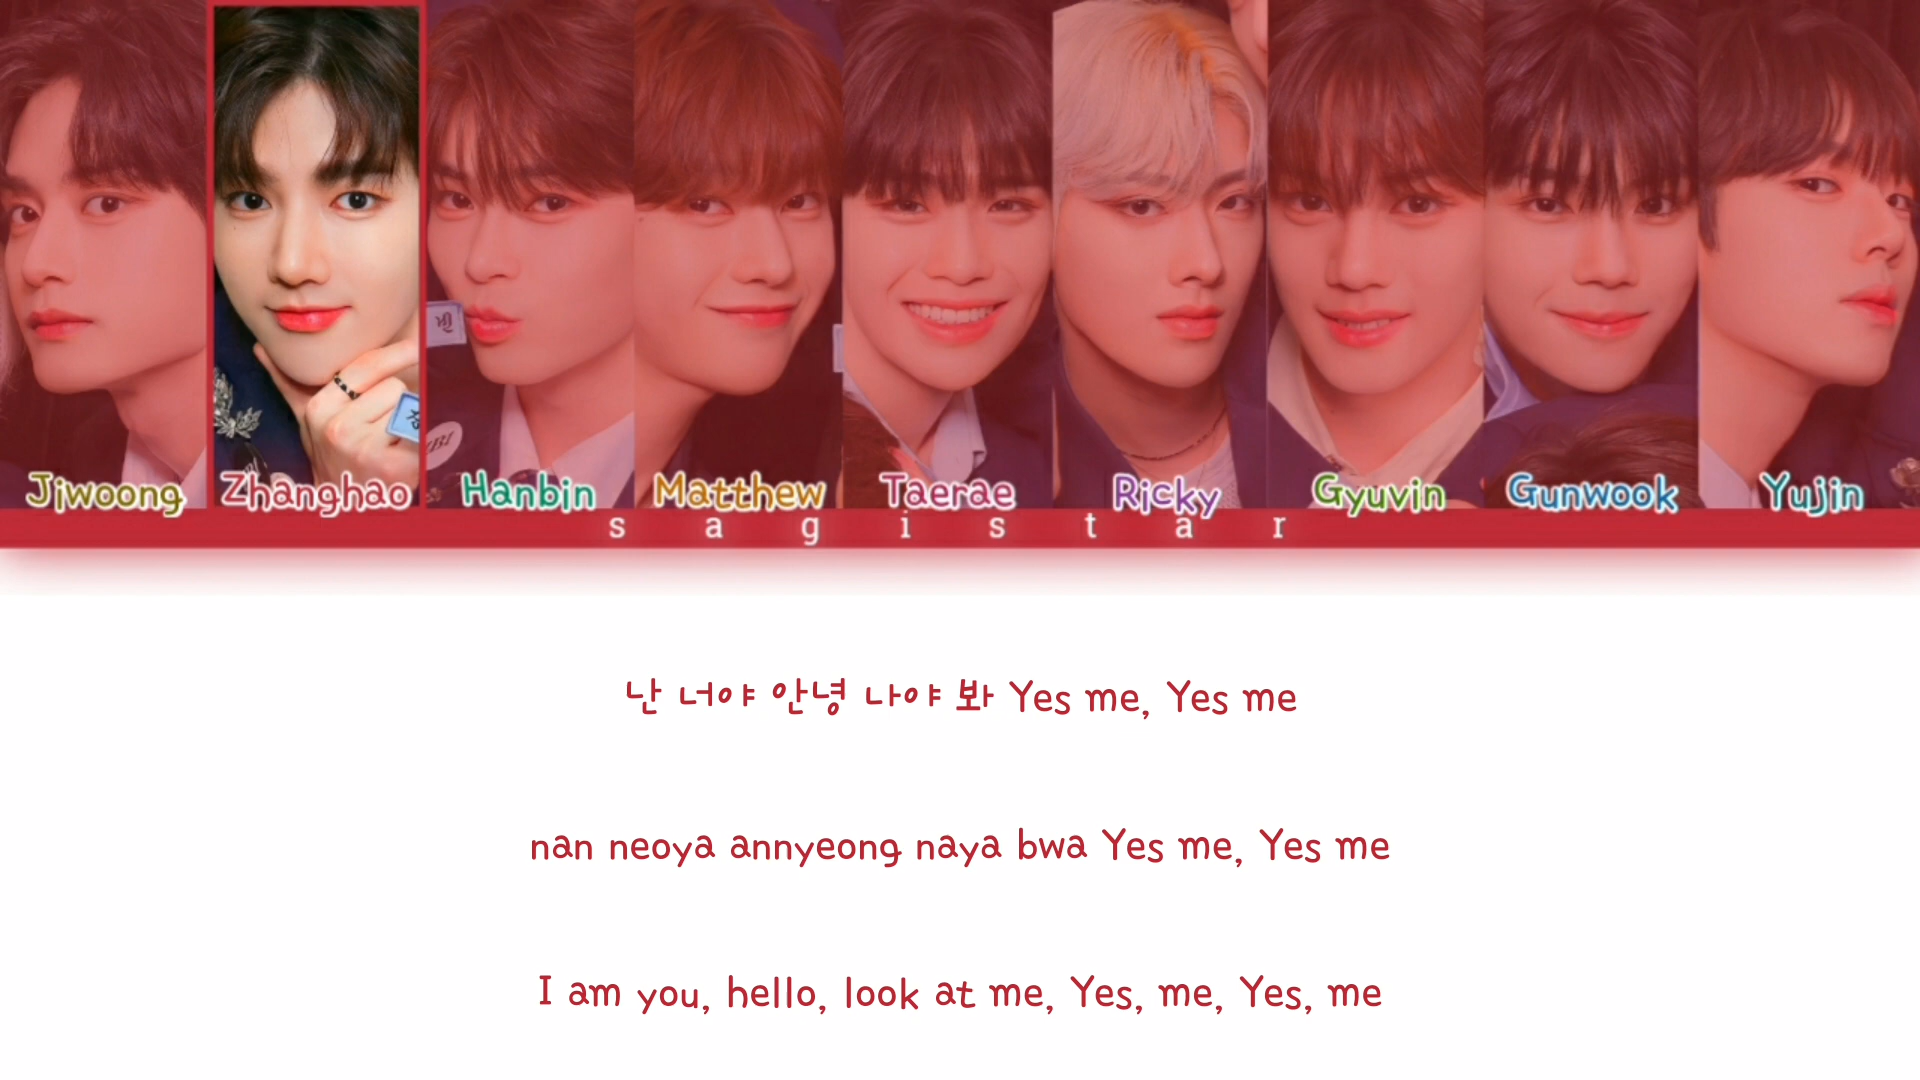 Jiwoong Zhanghao Hanbin Matthew Taerae Ricky Gyuvin Gunwook Yujin
s a g i s t a r
난 너야 안녕 나야 봐 Yes me, Yes me
nan neoya annyeong naya bwa Yes me, Yes me
I am you, hello, look at me, Yes, me, Yes, me